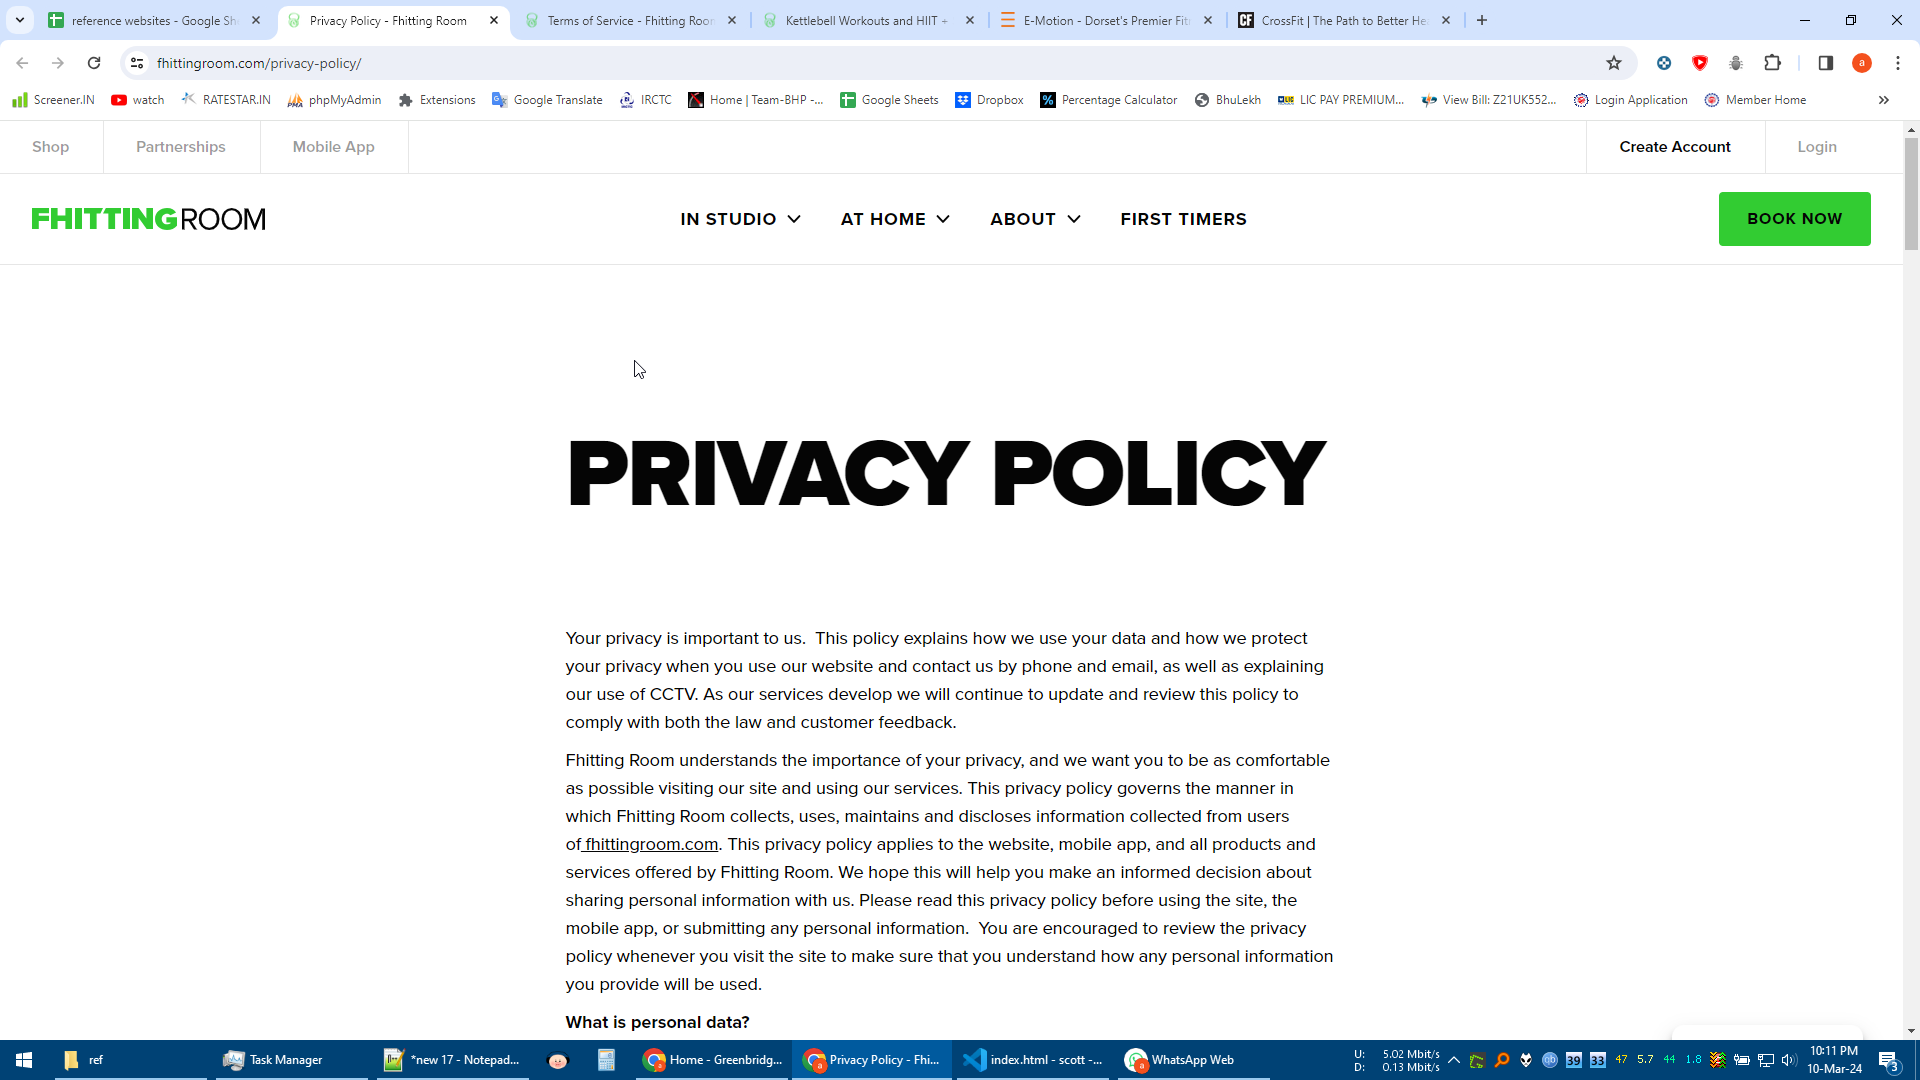 reference websites - Google She
Privacy Policy - Fhitting Room
Terms of Service - Fhitting Room
Kettlebell Workouts and HIIT +
E-Motion - Dorset's Premier Fit
CrossFit | The Path to Better He
fhittingroom.com/privacy-policy/
a
Screener.IN
watch
RATESTAR.IN
phpMyAdmin
Extensions
Google Translate
IRCTC
Home | Team-BHP -...
Google Sheets
Dropbox
Percentage Calculator
BhuLekh
LIC PAY PREMIUM...
View Bill: Z21UK552...
Login Application
Member Home
Shop
Partnerships
Mobile App
Create Account
Login
FHITTINGROOM
IN STUDIO
AT HOME
ABOUT
FIRST TIMERS
BOOK NOW
PRIVACY POLICY
Your privacy is important to us.  This policy explains how we use your data and how we protect
your privacy when you use our website and contact us by phone and email, as well as explaining
our use of CCTV. As our services develop we will continue to update and review this policy to
comply with both the law and customer feedback.
Fhitting Room understands the importance of your privacy, and we want you to be as comfortable
as possible visiting our site and using our services. This privacy policy governs the manner in
which Fhitting Room collects, uses, maintains and discloses information collected from users
of fhittingroom.com. This privacy policy applies to the website, mobile app, and all products and
services offered by Fhitting Room. We hope this will help you make an informed decision about
sharing personal information with us. Please read this privacy policy before using the site, the
mobile app, or submitting any personal information.  You are encouraged to review the privacy
policy whenever you visit the site to make sure that you understand how any personal information
you provide will be used.
What is personal data?
ref
Task Manager
*new 17 - Notepad...
Home - Greenbridg...
Privacy Policy - Fhi...
index.html - scott -...
WhatsApp Web
U: 5.02 Mbit/s
D: 0.13 Mbit/s
39
33
47
5.7
44
1.8
10:11 PM
10-Mar-24
3